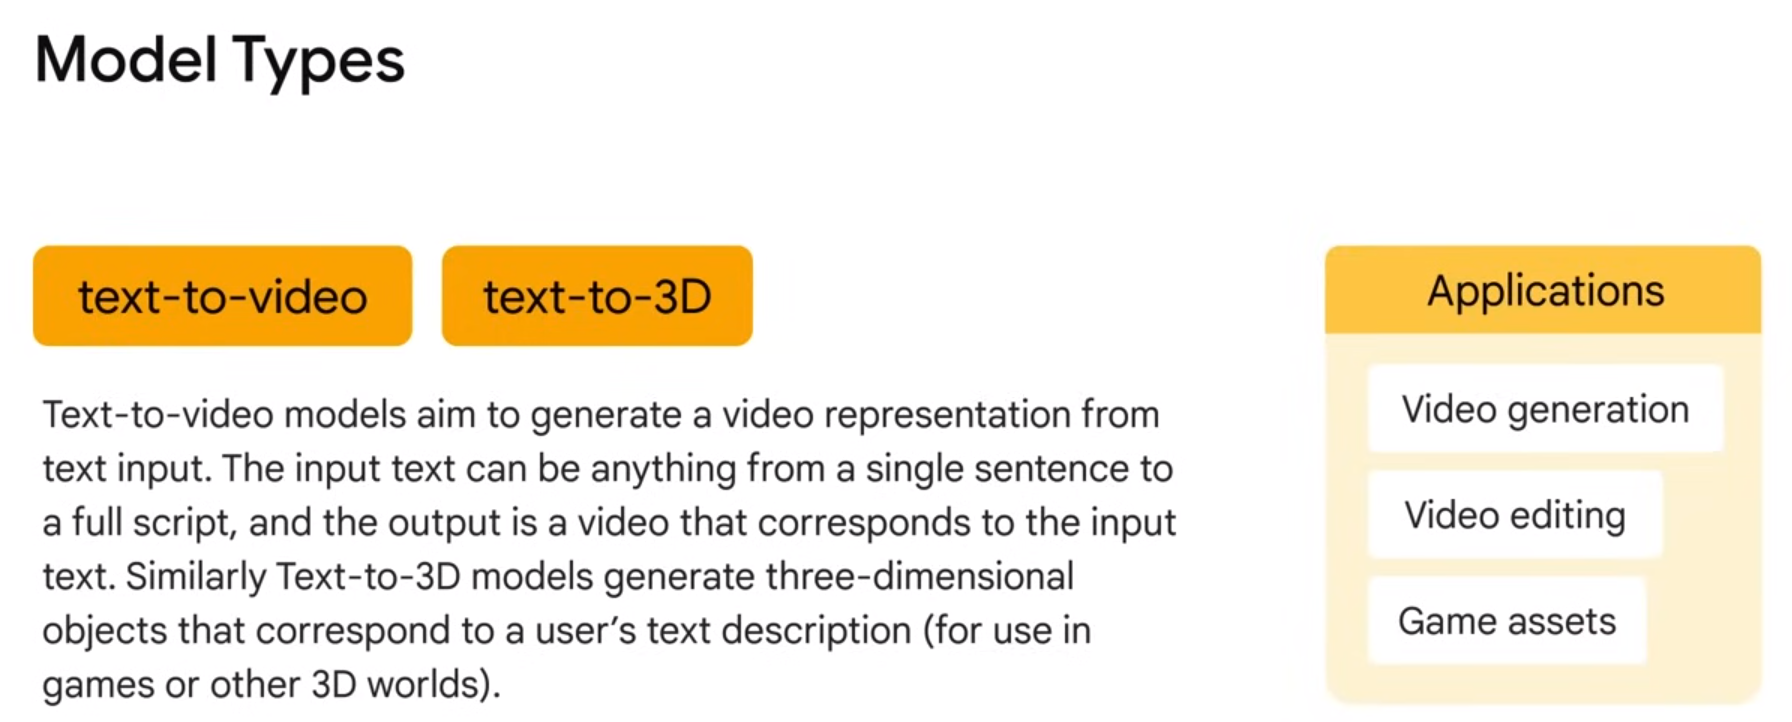 Model Types
text-to-video
text-to-3D
Text-to-video models aim to generate a video representation from
text input. The input text can be anything from a single sentence to
a full script, and the output is a video that corresponds to the input
text. Similarly Text-to-3D models generate three-dimensional
objects that correspond to a user’s text description (for use in
games or other 3D worlds).
Applications
Video generation
Video editing
Game assets